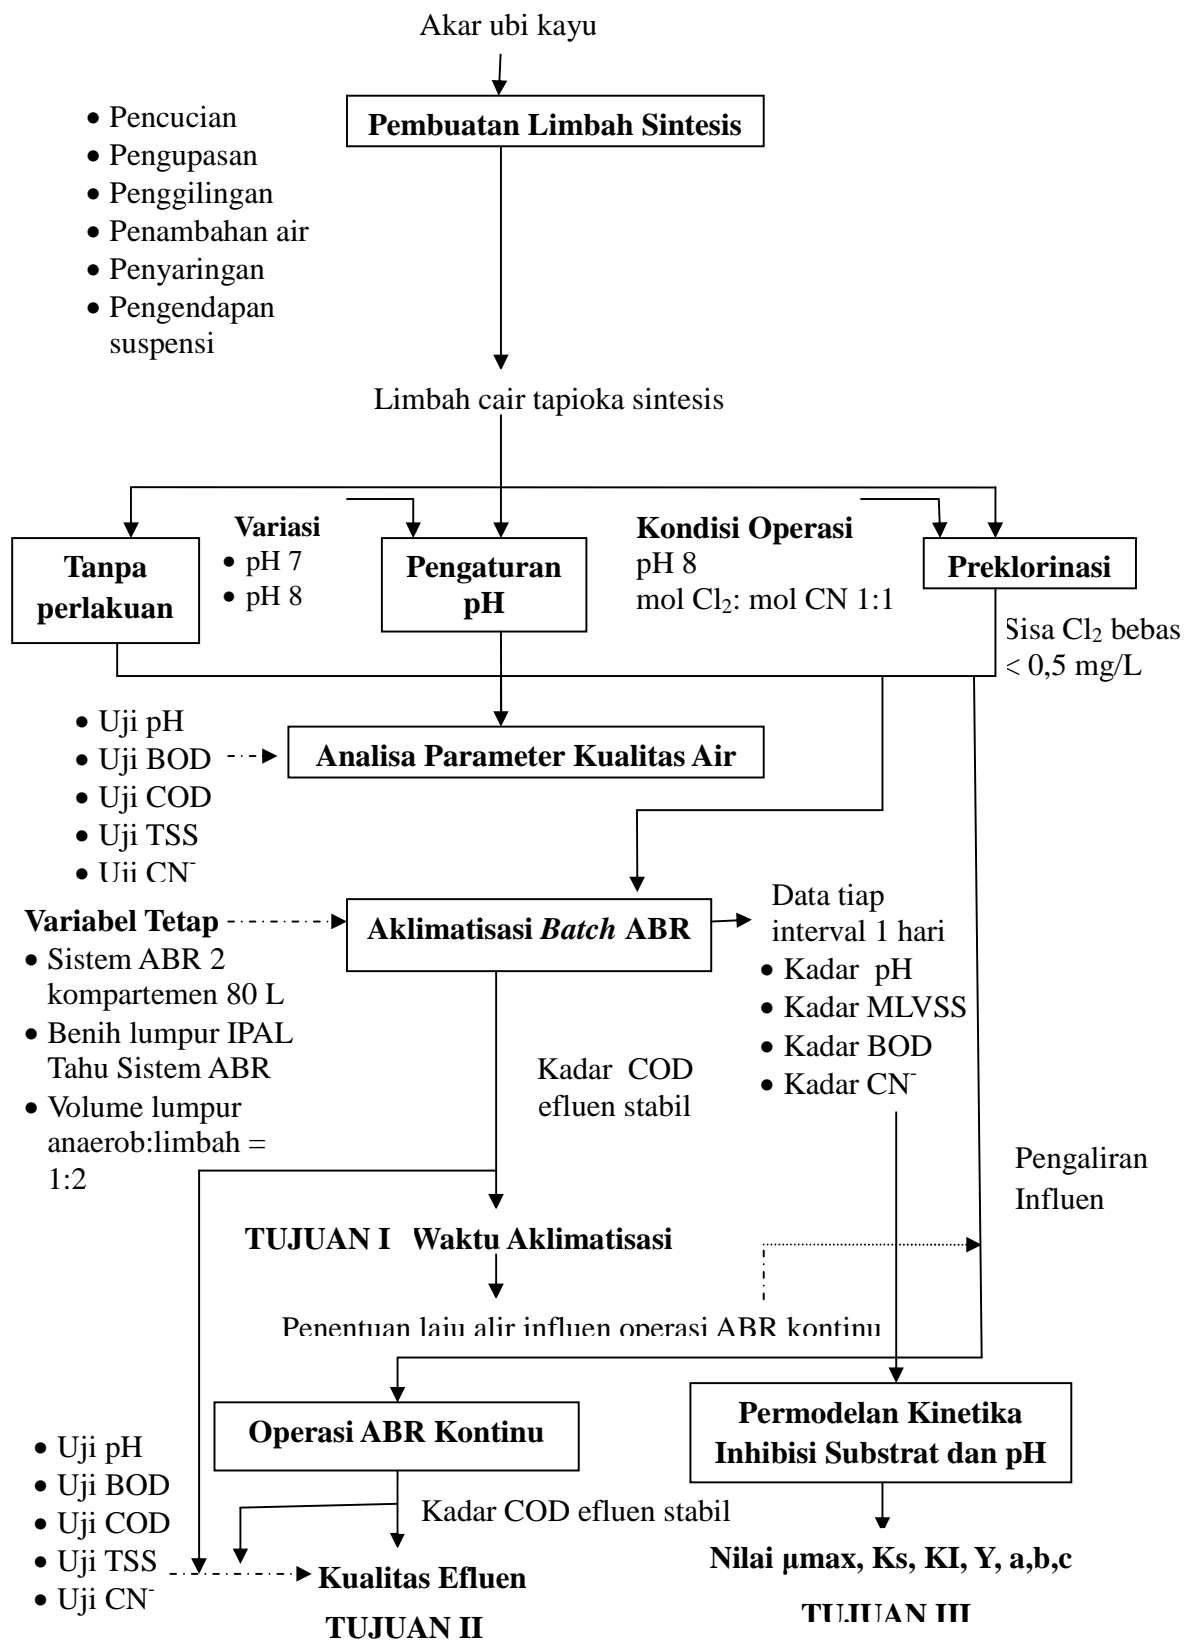 Akar ubi kayu
Pembuatan Limbah Sintesis
• Pencucian
• Pengupasan
• Penggilingan
• Penambahan air
• Penyaringan
• Pengendapan
suspensi
Limbah cair tapioka sintesis
Tanpa
perlakuan
Variasi
• pH 7
• pH 8
Pengaturan
pH
Kondisi Operasi
pH 8
mol Cl₂: mol CN 1:1
Preklorinasi
Sisa Cl₂ bebas
< 0,5 mg/L
• Uji pH
• Uji BOD
• Uji COD
• Uji TSS
• Uji CN⁻
Analisa Parameter Kualitas Air
Variabel Tetap
• Sistem ABR 2
kompartemen 80 L
• Benih lumpur IPAL
Tahu Sistem ABR
• Volume lumpur
anaerob:limbah =
1:2
Aklimatisasi Batch ABR
Data tiap
interval 1 hari
• Kadar pH
• Kadar MLVSS
• Kadar BOD
• Kadar CN⁻
Kadar COD
efluen stabil
Pengaliran
Influen
TUJUAN I Waktu Aklimatisasi
Penentuan laju alir influen operasi ABR kontinu
Operasi ABR Kontinu
Permodelan Kinetika
Inhibisi Substrat dan pH
• Uji pH
• Uji BOD
• Uji COD
• Uji TSS
• Uji CN⁻
Kadar COD efluen stabil
Kualitas Efluen
TUJUAN II
Nilai μmax, Ks, KI, Y, a,b,c
TUJUAN III